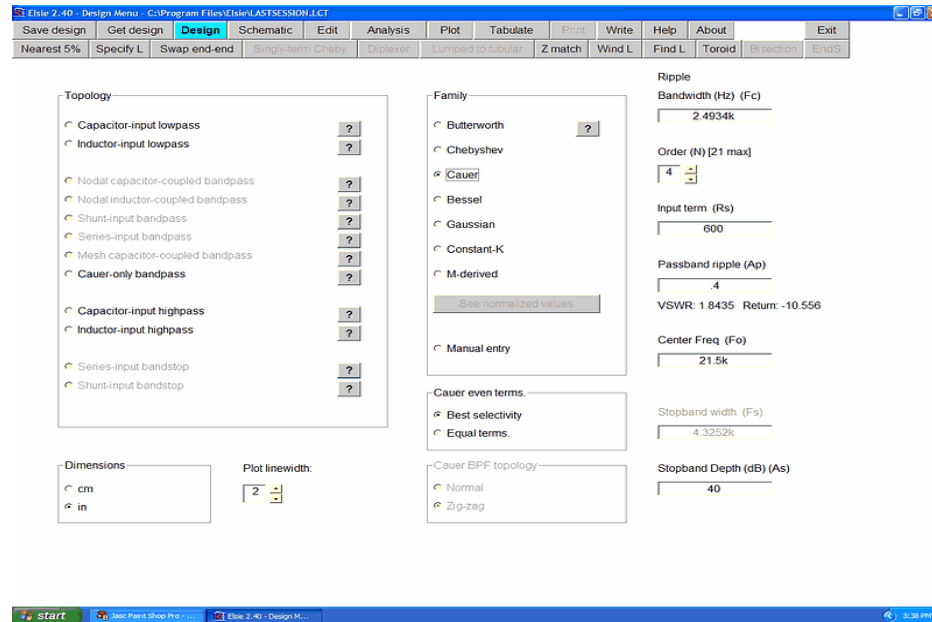 Elsie 2.40 - Design Menu - C:\Program Files\Elsie\LASTSESSION.LCT
Save design Get design Design Schematic Edit Analysis Plot Tabulate Print Write Help About Exit
Nearest 5% Specify L Swap end-end Singly-term Cheby Diplexer Lumped to tubular Z match Wind L Find L Toroid Bisection EndS
Topology
Capacitor-input lowpass ?
Inductor-input lowpass ?
Nodal capacitor-coupled bandpass ?
Nodal inductor-coupled bandpass ?
Shunt-input bandpass ?
Series-input bandpass ?
Mesh capacitor-coupled bandpass ?
Cauer-only bandpass ?
Capacitor-input highpass ?
Inductor-input highpass ?
Series-input bandstop ?
Shunt-input bandstop ?
Dimensions
cm
in
Plot linewidth:
2
Family
Butterworth ?
Chebyshev
Cauer
Bessel
Gaussian
Constant-K
M-derived
See normalized values
Manual entry
Cauer even terms.
Best selectivity
Equal terms.
Cauer BPF topology
Normal
Zig-zag
Ripple
Bandwidth (Hz) (Fc)
2.4934k
Order (N) [21 max]
4
Input term (Rs)
600
Passband ripple (Ap)
.4
VSWR: 1.8435 Return: -10.556
Center Freq (Fo)
21.5k
Stopband width (Fs)
4.3252k
Stopband Depth (dB) (As)
40
start Jasc Paint Shop Pro - ... Elsie 2.40 - Design M... 3:38 PM